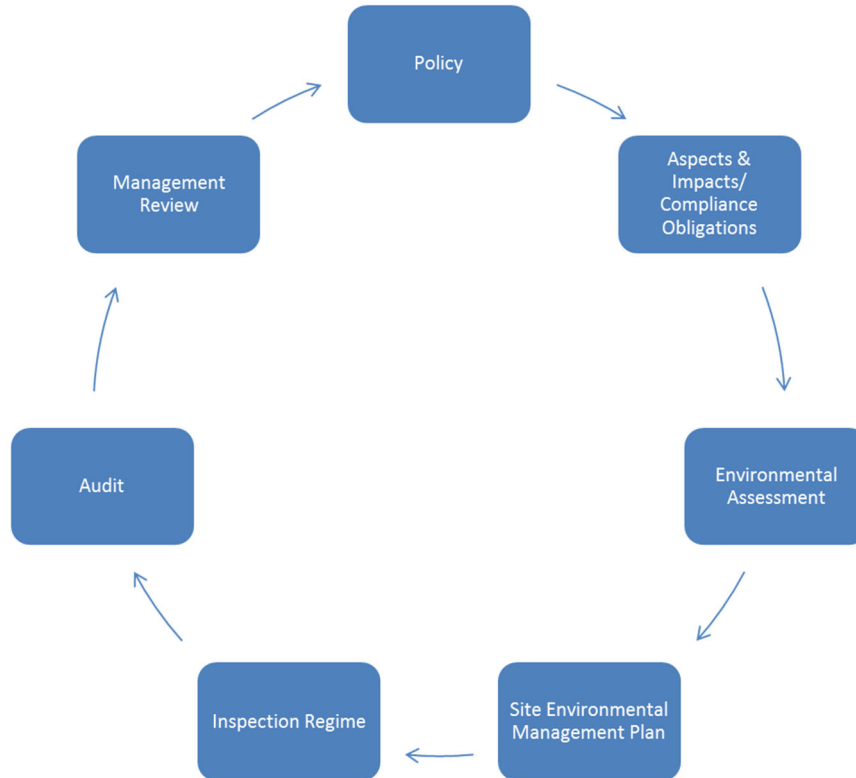 Policy
Aspects &
Impacts/
Compliance
Obligations
Environmental
Assessment
Site Environmental
Management Plan
Inspection Regime
Audit
Management
Review